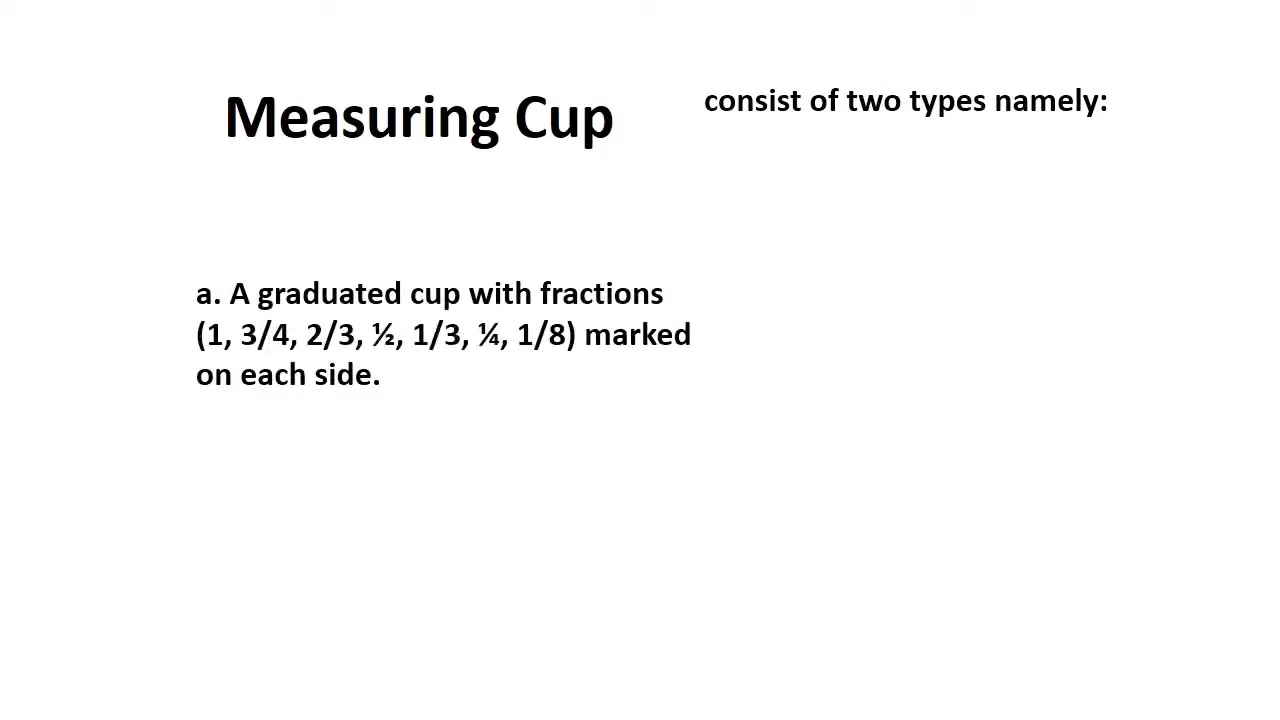 Measuring Cup
consist of two types namely:
a. A graduated cup with fractions
(1, 3/4, 2/3, ½, 1/3, ¼, 1/8) marked
on each side.